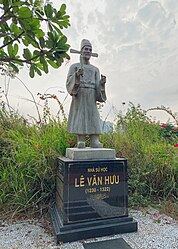 NHÀ SỬ HỌC
LÊ VĂN HƯU
(1230 - 1322)